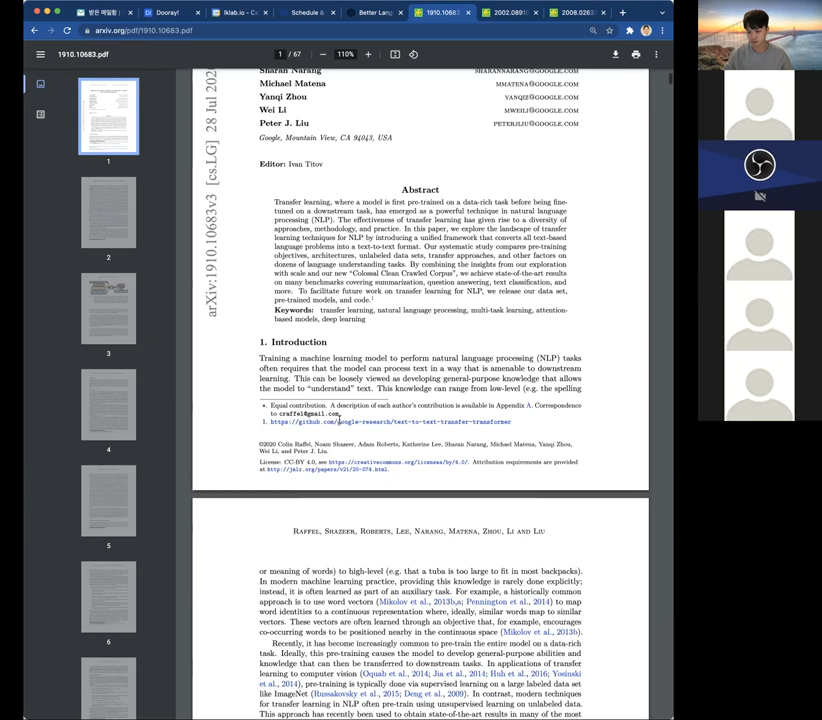 받은 메일함
Dooray!
lklab.io – Ca
Schedule &
Better Lang
1910.10683
2002.0891
2008.0263
arxiv.org/pdf/1910.10683.pdf
1910.10683.pdf
1 / 67
110%
1
2
3
4
5
6
arXiv:1910.10683v3 [cs.LG] 28 Jul 202
Sharan Narang sharannarang@google.com
Michael Matena mmatena@google.com
Yanqi Zhou yanqiz@google.com
Wei Li mweili@google.com
Peter J. Liu peterjliu@google.com
Google, Mountain View, CA 94043, USA
Editor: Ivan Titov
Abstract
Transfer learning, where a model is first pre-trained on a data-rich task before being fine-
tuned on a downstream task, has emerged as a powerful technique in natural language
processing (NLP). The effectiveness of transfer learning has given rise to a diversity of
approaches, methodology, and practice. In this paper, we explore the landscape of transfer
learning techniques for NLP by introducing a unified framework that converts all text-based
language problems into a text-to-text format. Our systematic study compares pre-training
objectives, architectures, unlabeled data sets, transfer approaches, and other factors on
dozens of language understanding tasks. By combining the insights from our exploration
with scale and our new “Colossal Clean Crawled Corpus”, we achieve state-of-the-art results
on many benchmarks covering summarization, question answering, text classification, and
more. To facilitate future work on transfer learning for NLP, we release our data set,
pre-trained models, and code.1
Keywords: transfer learning, natural language processing, multi-task learning, attention-
based models, deep learning
1. Introduction
Training a machine learning model to perform natural language processing (NLP) tasks
often requires that the model can process text in a way that is amenable to downstream
learning. This can be loosely viewed as developing general-purpose knowledge that allows
the model to “understand” text. This knowledge can range from low-level (e.g. the spelling
∗. Equal contribution. A description of each author’s contribution is available in Appendix A. Correspondence
to craffel@gmail.com.
1. https://github.com/google-research/text-to-text-transfer-transformer
©2020 Colin Raffel, Noam Shazeer, Adam Roberts, Katherine Lee, Sharan Narang, Michael Matena, Yanqi Zhou,
Wei Li, and Peter J. Liu.
License: CC-BY 4.0, see https://creativecommons.org/licenses/by/4.0/. Attribution requirements are provided
at http://jmlr.org/papers/v21/20-074.html.
Raffel, Shazeer, Roberts, Lee, Narang, Matena, Zhou, Li and Liu
or meaning of words) to high-level (e.g. that a tuba is too large to fit in most backpacks).
In modern machine learning practice, providing this knowledge is rarely done explicitly;
instead, it is often learned as part of an auxiliary task. For example, a historically common
approach is to use word vectors (Mikolov et al., 2013b,a; Pennington et al., 2014) to map
word identities to a continuous representation where, ideally, similar words map to similar
vectors. These vectors are often learned through an objective that, for example, encourages
co-occurring words to be positioned nearby in the continuous space (Mikolov et al., 2013b).
Recently, it has become increasingly common to pre-train the entire model on a data-rich
task. Ideally, this pre-training causes the model to develop general-purpose abilities and
knowledge that can then be transferred to downstream tasks. In applications of transfer
learning to computer vision (Oquab et al., 2014; Jia et al., 2014; Huh et al., 2016; Yosinski
et al., 2014), pre-training is typically done via supervised learning on a large labeled data set
like ImageNet (Russakovsky et al., 2015; Deng et al., 2009). In contrast, modern techniques
for transfer learning in NLP often pre-train using unsupervised learning on unlabeled data.
This approach has recently been used to obtain state-of-the-art results in many of the most